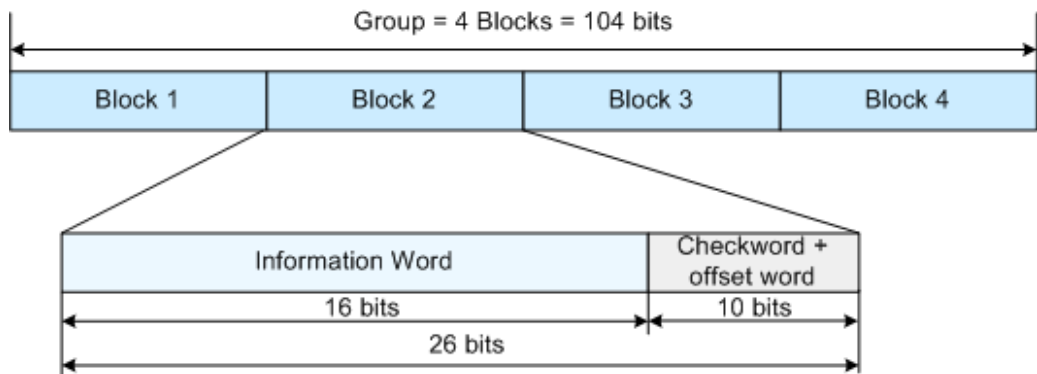 Group = 4 Blocks = 104 bits
Block 1
Block 2
Block 3
Block 4
Information Word
Checkword +
offset word
16 bits
10 bits
26 bits